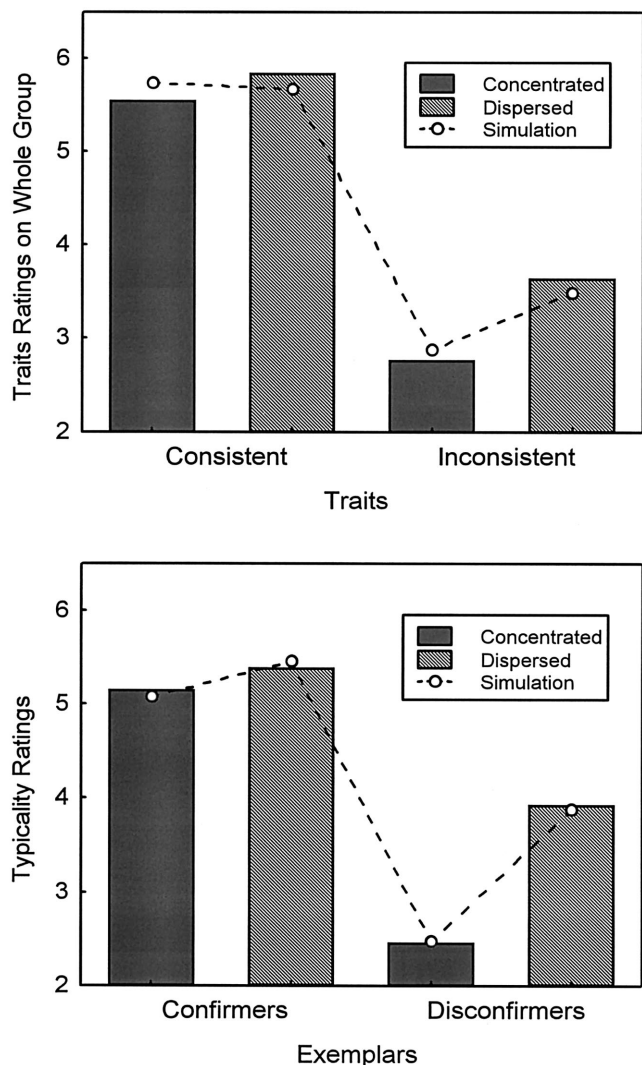 Traits Ratings on Whole Group
6
5
4
3
2
Concentrated
Dispersed
Simulation
Consistent Inconsistent
Traits
Typicality Ratings
6
5
4
3
2
Concentrated
Dispersed
Simulation
Confirmers Disconfirmers
Exemplars